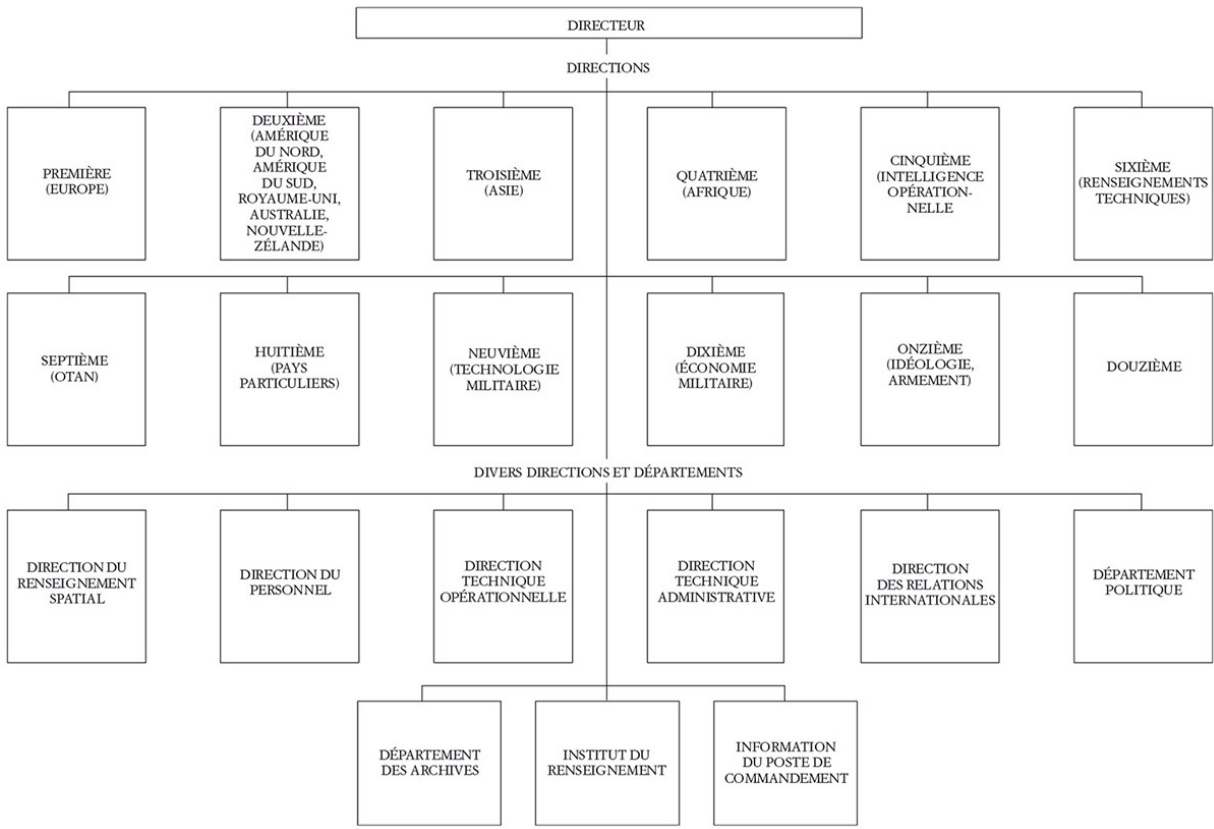 DIRECTEUR
DIRECTIONS
PREMIÈRE
(EUROPE)
DEUXIÈME
(AMÉRIQUE
DU NORD,
AMÉRIQUE
DU SUD,
ROYAUME-UNI,
AUSTRALIE,
NOUVELLE-
ZÉLANDE)
TROISIÈME
(ASIE)
QUATRIÈME
(AFRIQUE)
CINQUIÈME
(INTELLIGENCE
OPÉRATION-
NELLE
SIXIÈME
(RENSEIGNEMENTS
TECHNIQUES)
SEPTIÈME
(OTAN)
HUITIÈME
(PAYS
PARTICULIERS)
NEUVIÈME
(TECHNOLOGIE
MILITAIRE)
DIXIÈME
(ÉCONOMIE
MILITAIRE)
ONZIÈME
(IDÉOLOGIE,
ARMEMENT)
DOUZIÈME
DIVERS DIRECTIONS ET DÉPARTEMENTS
DIRECTION DU
RENSEIGNEMENT
SPATIAL
DIRECTION DU
PERSONNEL
DIRECTION
TECHNIQUE
OPÉRATIONNELLE
DIRECTION
TECHNIQUE
ADMINISTRATIVE
DIRECTION
DES RELATIONS
INTERNATIONALES
DÉPARTEMENT
POLITIQUE
DÉPARTEMENT
DES ARCHIVES
INSTITUT DU
RENSEIGNEMENT
INFORMATION
DU POSTE DE
COMMANDEMENT